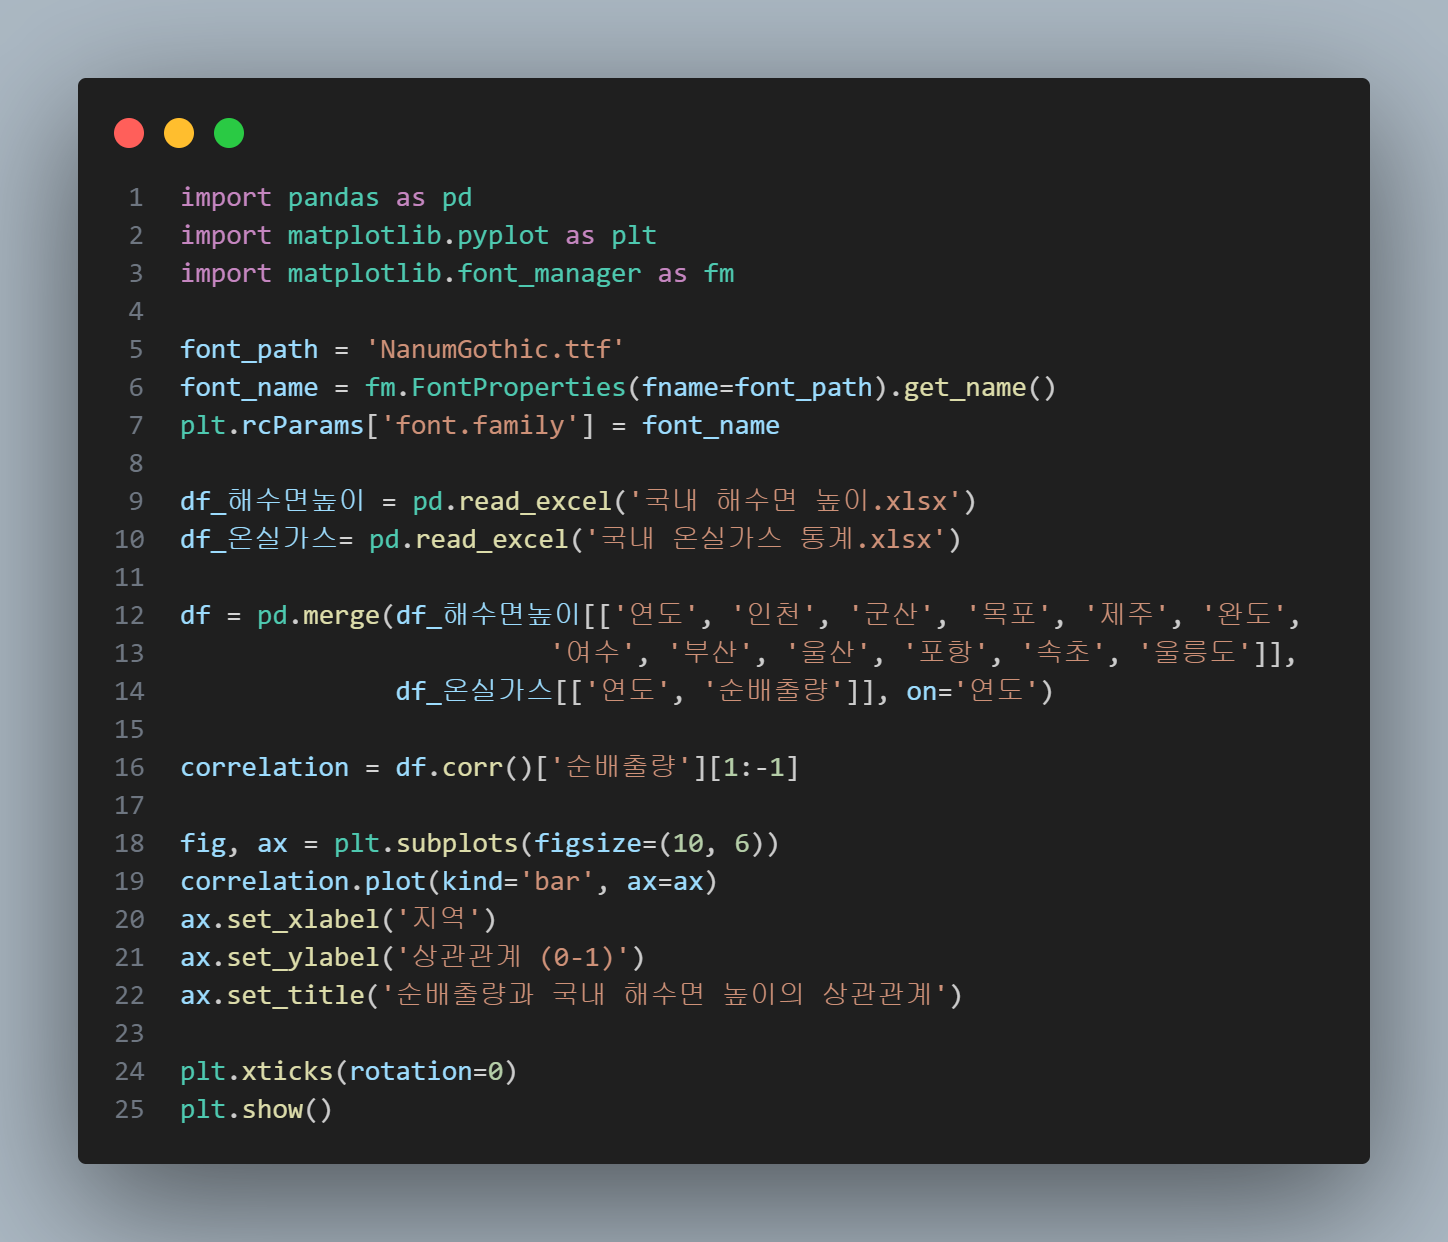 1 import pandas as pd
2 import matplotlib.pyplot as plt
3 import matplotlib.font_manager as fm
4
5 font_path = 'NanumGothic.ttf'
6 font_name = fm.FontProperties(fname=font_path).get_name()
7 plt.rcParams['font.family'] = font_name
8
9 df_해수면높이 = pd.read_excel('국내 해수면 높이.xlsx')
10 df_온실가스= pd.read_excel('국내 온실가스 통계.xlsx')
11
12 df = pd.merge(df_해수면높이[['연도', '인천', '군산', '목포', '제주', '완도',
13                         '여수', '부산', '울산', '포항', '속초', '울릉도']],
14               df_온실가스[['연도', '순배출량']], on='연도')
15
16 correlation = df.corr()['순배출량'][1:-1]
17
18 fig, ax = plt.subplots(figsize=(10, 6))
19 correlation.plot(kind='bar', ax=ax)
20 ax.set_xlabel('지역')
21 ax.set_ylabel('상관관계 (0-1)')
22 ax.set_title('순배출량과 국내 해수면 높이의 상관관계')
23
24 plt.xticks(rotation=0)
25 plt.show()